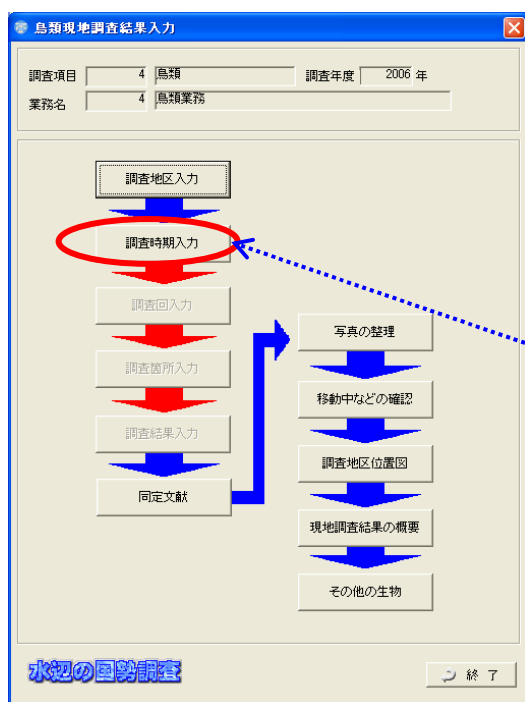 鳥類現地調査結果入力
調査項目 4 鳥類 調査年度 2006 年
業務名 4 鳥類業務
調査地区入力
調査時期入力
調査回入力
調査箇所入力
調査結果入力
同定文献
写真の整理
移動中などの確認
調査地区位置図
現地調査結果の概要
その他の生物
水辺の国勢調査
終 了